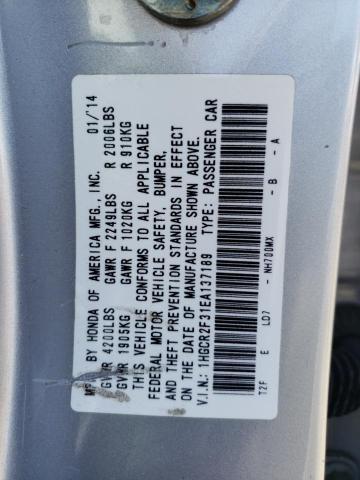 MFD BY HONDA OF AMERICA MFG., INC. 01/'14
GVWR 4200LBS GAWR F 2249LBS R 2006LBS
GVWR 1905KG GAWR F 1020KG R 910KG
THIS VEHICLE CONFORMS TO ALL APPLICABLE
FEDERAL MOTOR VEHICLE SAFETY, BUMPER,
AND THEFT PREVENTION STANDARDS IN EFFECT
ON THE DATE OF MANUFACTURE SHOWN ABOVE.
V.I.N.: 1HGCR2F31EA137189 TYPE: PASSENGER CAR
T2F E LD7 - NH700MX - B - A